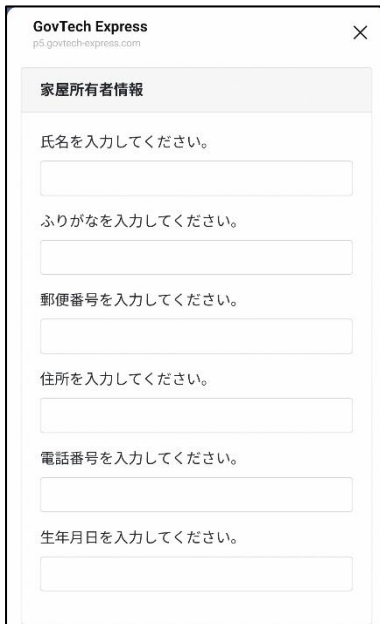 GovTech Express
p5.govtech-express.com
家屋所有者情報
氏名を入力してください。
ふりがなを入力してください。
郵便番号を入力してください。
住所を入力してください。
電話番号を入力してください。
生年月日を入力してください。